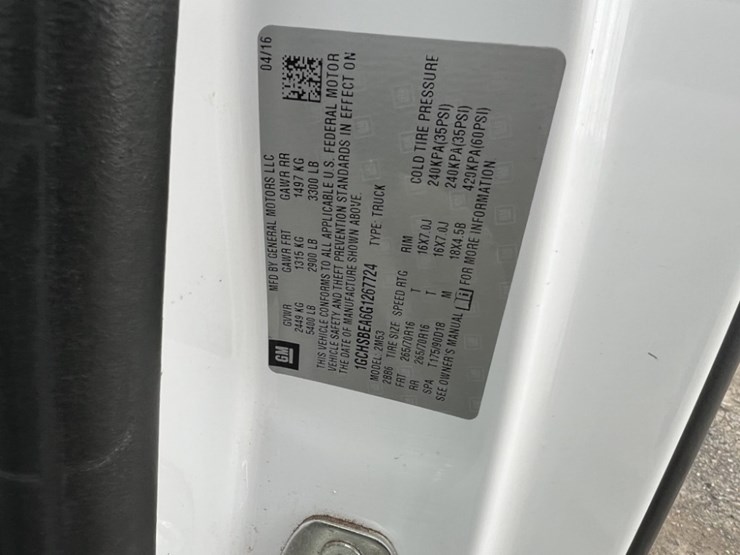 MFD BY GENERAL MOTORS LLC 04/16
GM
GVWR GAWR FRT GAWR RR
2449 KG 1315 KG 1497 KG
5400 LB 2900 LB 3300 LB
THIS VEHICLE CONFORMS TO ALL APPLICABLE U.S. FEDERAL MOTOR
VEHICLE SAFETY AND THEFT PREVENTION STANDARDS IN EFFECT ON
THE DATE OF MANUFACTURE SHOWN ABOVE.
1GCHSBEA6G1267724 TYPE: TRUCK
MODEL: 2M53
2BB6 TIRE SIZE SPEED RTG RIM COLD TIRE PRESSURE
FRT 265/70R16 T 16X7.0J 240KPA(35PSI)
RR 265/70R16 T 16X7.0J 240KPA(35PSI)
SPA T175/90D18 M 18X4.5B 420KPA(60PSI)
SEE OWNER'S MANUAL FOR MORE INFORMATION